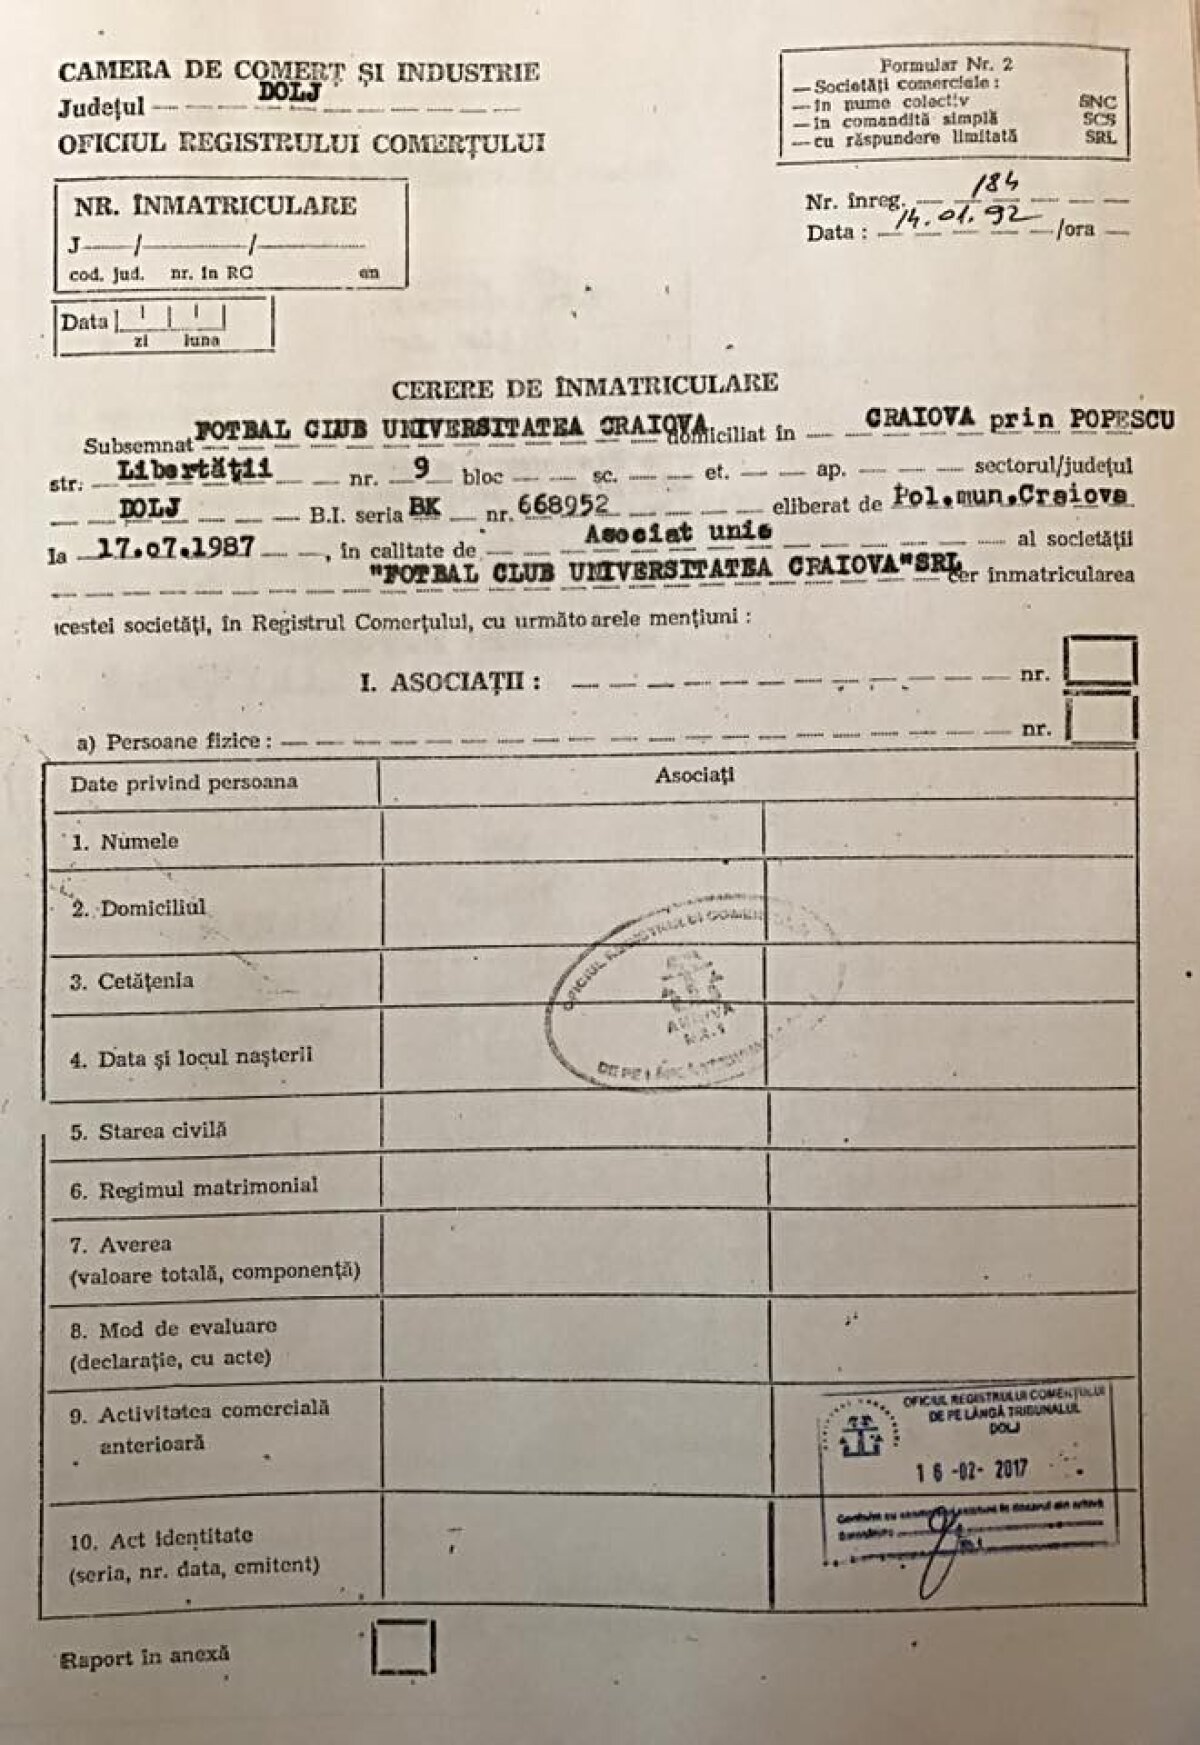 CAMERA DE COMERȚ ȘI INDUSTRIE
Județul DOLJ
OFICIUL REGISTRULUI COMERȚULUI
Formular Nr. 2
— Societăți comerciale :
— în nume colectiv SNC
— în comandită simplă SCS
— cu răspundere limitată SRL
NR. ÎNMATRICULARE
J / /
cod. jud. nr. în RC an
Nr. înreg. 184
Data : 14.01.92 /ora
Data
zi luna
CERERE DE ÎNMATRICULARE
Subsemnat FOTBAL CLUB UNIVERSITATEA CRAIOVA domiciliat în CRAIOVA prin POPESCU
str. Libertății nr. 9 bloc sc. et. ap. sectorul/județul
DOLJ B.I. seria BK nr. 668952 eliberat de Pol.mun.Craiova
la 17.07.1987, în calitate de Asociat unic al societății
"FOTBAL CLUB UNIVERSITATEA CRAIOVA"SRL cer înmatricularea
acestei societăți, în Registrul Comerțului, cu următoarele mențiuni :
I. ASOCIAȚII : nr.
a) Persoane fizice : nr.
Date privind persoana Asociați
1. Numele
2. Domiciliul
3. Cetățenia
4. Data și locul nașterii
5. Starea civilă
6. Regimul matrimonial
7. Averea
(valoare totală, componență)
8. Mod de evaluare
(declarație, cu acte)
9. Activitatea comercială
anterioară
10. Act identitate
(seria, nr. data, emitent)
Raport în anexă
OFICIUL REGISTRULUI
ARHIVA
NR.1
DE PE LÂNGĂ
OFICIUL REGISTRULUI COMERȚULUI
DE PE LÂNGĂ TRIBUNALUL
DOLJ
16 -02- 2017